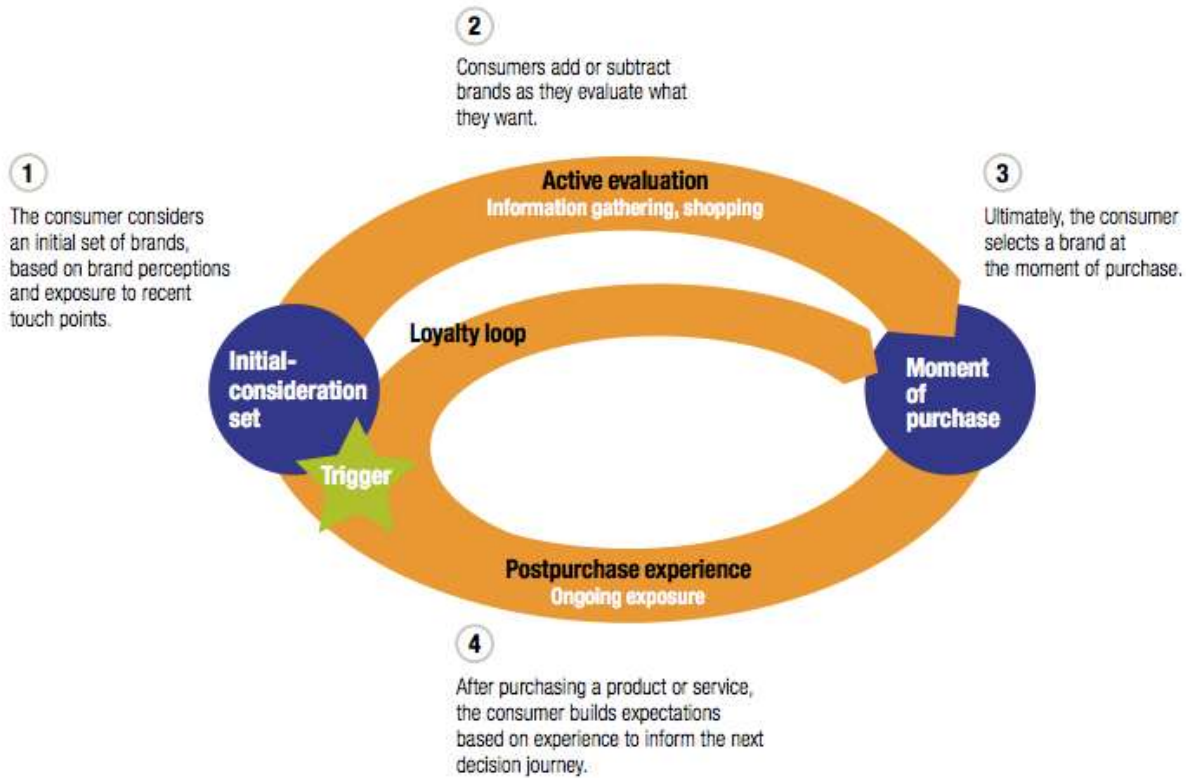 1
The consumer considers
an initial set of brands,
based on brand perceptions
and exposure to recent
touch points.
2
Consumers add or subtract
brands as they evaluate what
they want.
3
Ultimately, the consumer
selects a brand at
the moment of purchase.
Active evaluation
Information gathering, shopping
Loyalty loop
Initial-
consideration
set
Trigger
Moment
of
purchase
Postpurchase experience
Ongoing exposure
4
After purchasing a product or service,
the consumer builds expectations
based on experience to inform the next
decision journey.